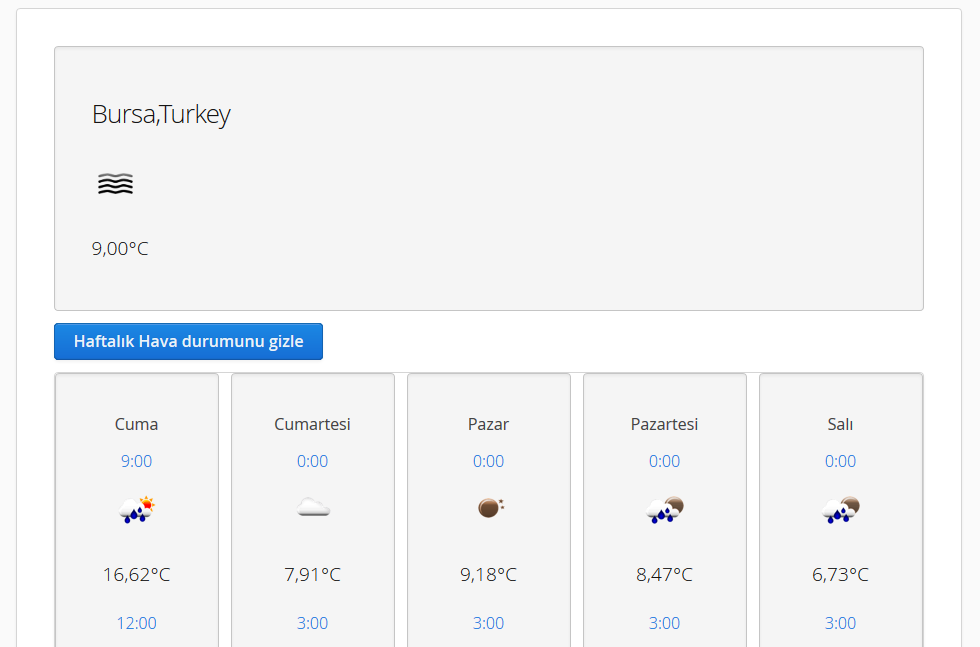 Bursa,Turkey
9,00°C
Haftalık Hava durumunu gizle
Cuma
9:00
16,62°C
12:00
Cumartesi
0:00
7,91°C
3:00
Pazar
0:00
9,18°C
3:00
Pazartesi
0:00
8,47°C
3:00
Salı
0:00
6,73°C
3:00